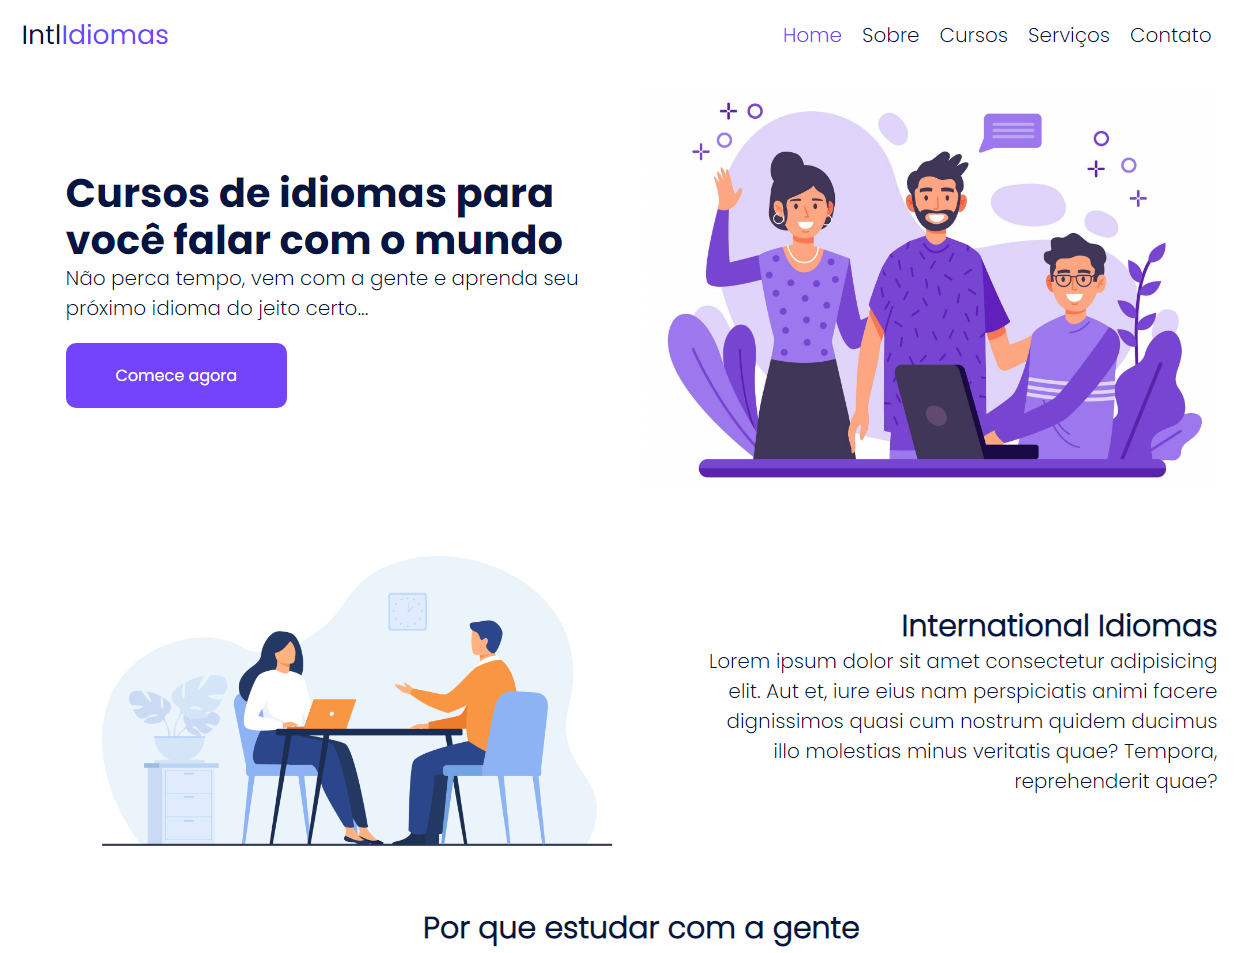 IntlIdiomas
Home Sobre Cursos Serviços Contato
Cursos de idiomas para
você falar com o mundo
Não perca tempo, vem com a gente e aprenda seu
próximo idioma do jeito certo...
Comece agora
International Idiomas
Lorem ipsum dolor sit amet consectetur adipisicing
elit. Aut et, iure eius nam perspiciatis animi facere
dignissimos quasi cum nostrum quidem ducimus
illo molestias minus veritatis quae? Tempora,
reprehenderit quae?
Por que estudar com a gente